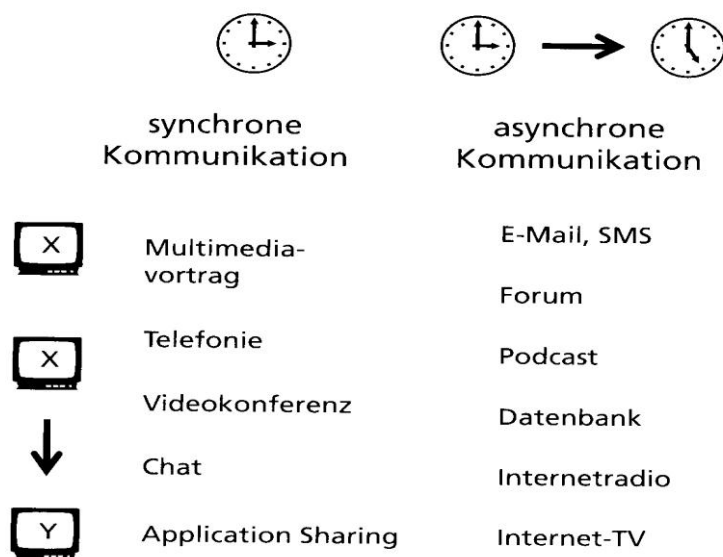 synchrone
Kommunikation
asynchrone
Kommunikation
X
Multimedia-
vortrag
X
Telefonie
Videokonferenz
Chat
Y
Application Sharing
E-Mail, SMS
Forum
Podcast
Datenbank
Internetradio
Internet-TV